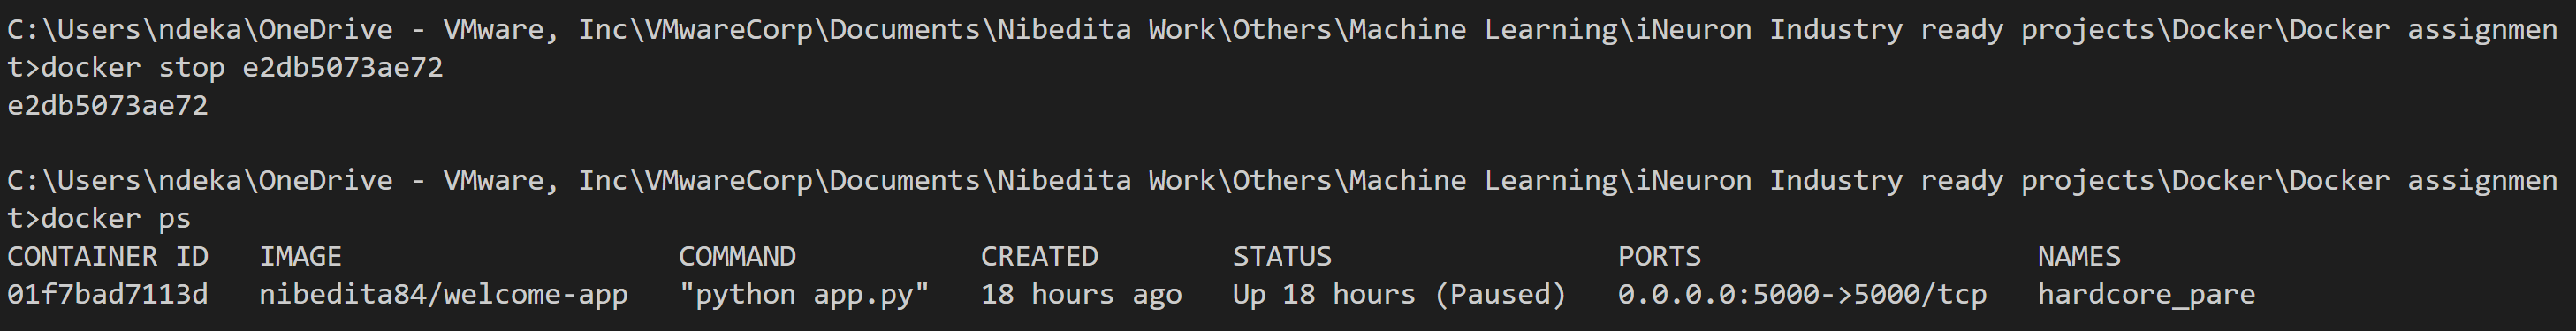 C:\Users\ndeka\OneDrive - VMware, Inc\VMwareCorp\Documents\Nibedita Work\Others\Machine Learning\iNeuron Industry ready projects\Docker\Docker assignmen
t>docker stop e2db5073ae72
e2db5073ae72
C:\Users\ndeka\OneDrive - VMware, Inc\VMwareCorp\Documents\Nibedita Work\Others\Machine Learning\iNeuron Industry ready projects\Docker\Docker assignmen
t>docker ps
CONTAINER ID   IMAGE                    COMMAND           CREATED        STATUS                 PORTS                    NAMES
01f7bad7113d   nibedita84/welcome-app   "python app.py"   18 hours ago   Up 18 hours (Paused)   0.0.0.0:5000->5000/tcp   hardcore_pare